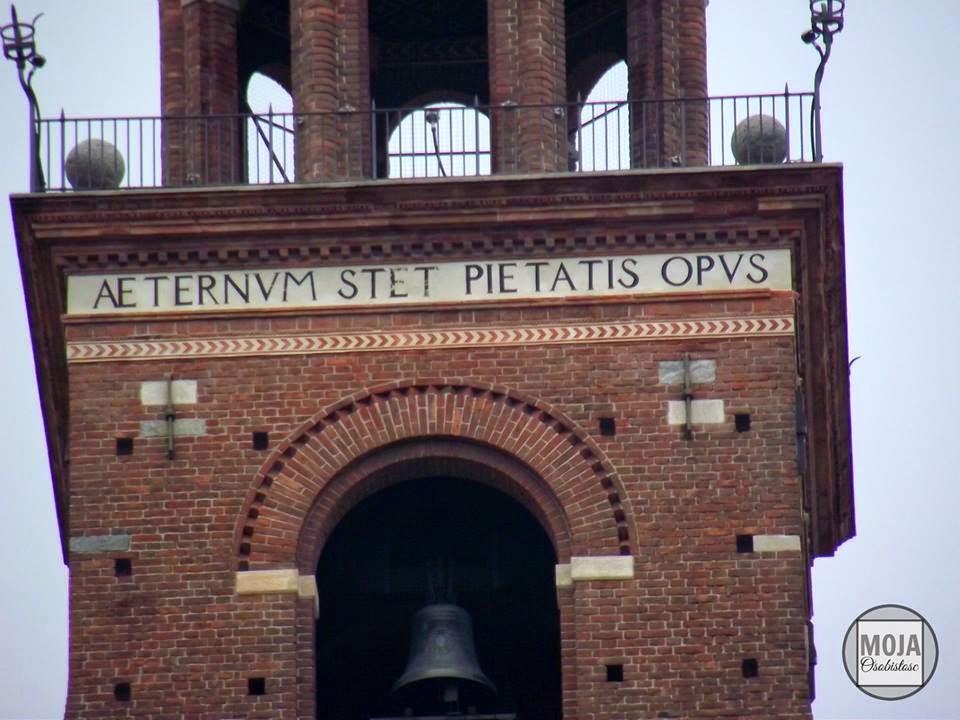 AETERNVM STET PIETATIS OPVS
MOJA
Osobistosc